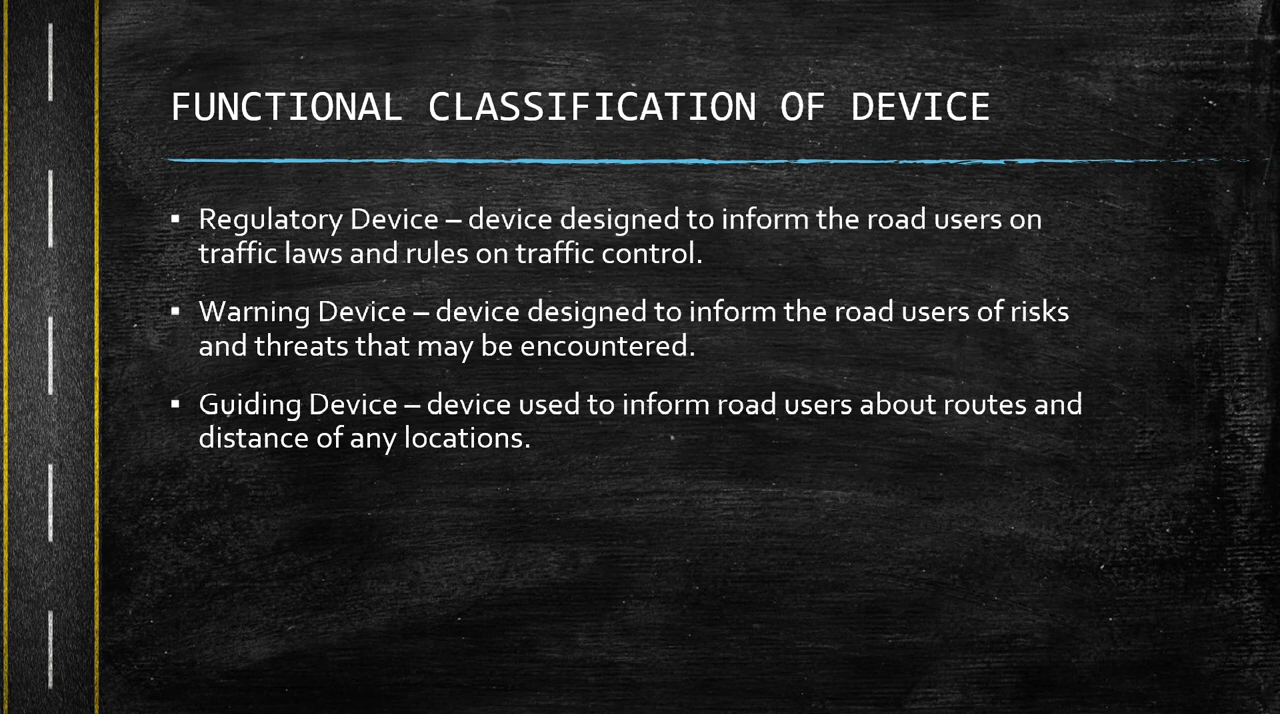 FUNCTIONAL CLASSIFICATION OF DEVICE
▪ Regulatory Device – device designed to inform the road users on
traffic laws and rules on traffic control.
▪ Warning Device – device designed to inform the road users of risks
and threats that may be encountered.
▪ Guiding Device – device used to inform road users about routes and
distance of any locations.